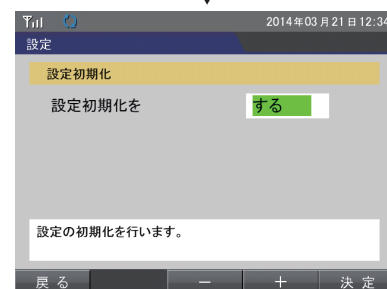 2014年03月21日12:34
設定
設定初期化
設定初期化を する
設定の初期化を行います。
戻る － ＋ 決定